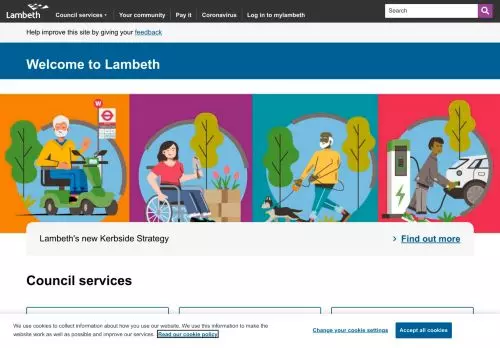 Lambeth
Council services
Your community
Pay it
Coronavirus
Log in to mylambeth
Search
Help improve this site by giving your feedback
Welcome to Lambeth
W
Lambeth's new Kerbside Strategy
Find out more
Council services
We use cookies to collect information about how you use our website. We use this information to make the
website work as well as possible and improve our services. Read our cookie policy
Change your cookie settings
Accept all cookies